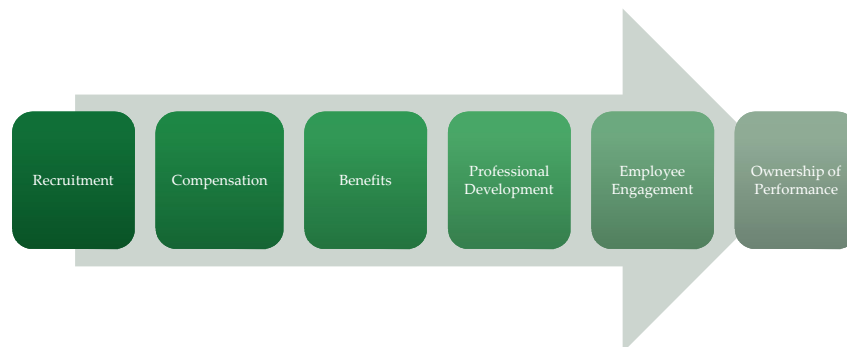 Recruitment
Compensation
Benefits
Professional
Development
Employee
Engagement
Ownership of
Performance